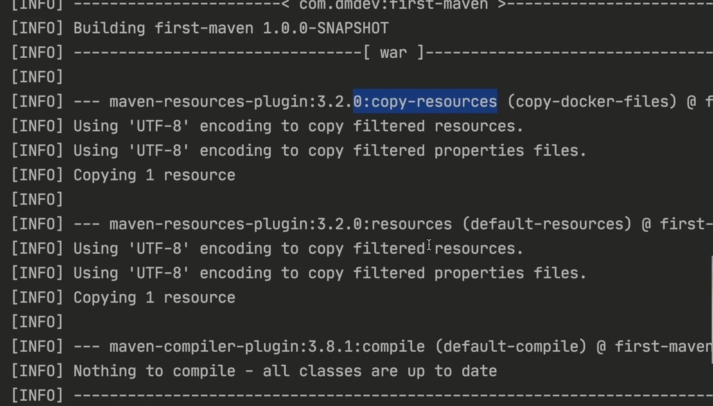 [INFO] -----------------------< com.dmdev:first-maven >-----------------------
[INFO] Building first-maven 1.0.0-SNAPSHOT
[INFO] --------------------------------[ war ]--------------------------------
[INFO]
[INFO] --- maven-resources-plugin:3.2.0:copy-resources (copy-docker-files) @ f
[INFO] Using 'UTF-8' encoding to copy filtered resources.
[INFO] Using 'UTF-8' encoding to copy filtered properties files.
[INFO] Copying 1 resource
[INFO]
[INFO] --- maven-resources-plugin:3.2.0:resources (default-resources) @ first-
[INFO] Using 'UTF-8' encoding to copy filtered resources.
[INFO] Using 'UTF-8' encoding to copy filtered properties files.
[INFO] Copying 1 resource
[INFO]
[INFO] --- maven-compiler-plugin:3.8.1:compile (default-compile) @ first-maven
[INFO] Nothing to compile - all classes are up to date
[INFO] -----------------------------------------------------------------------